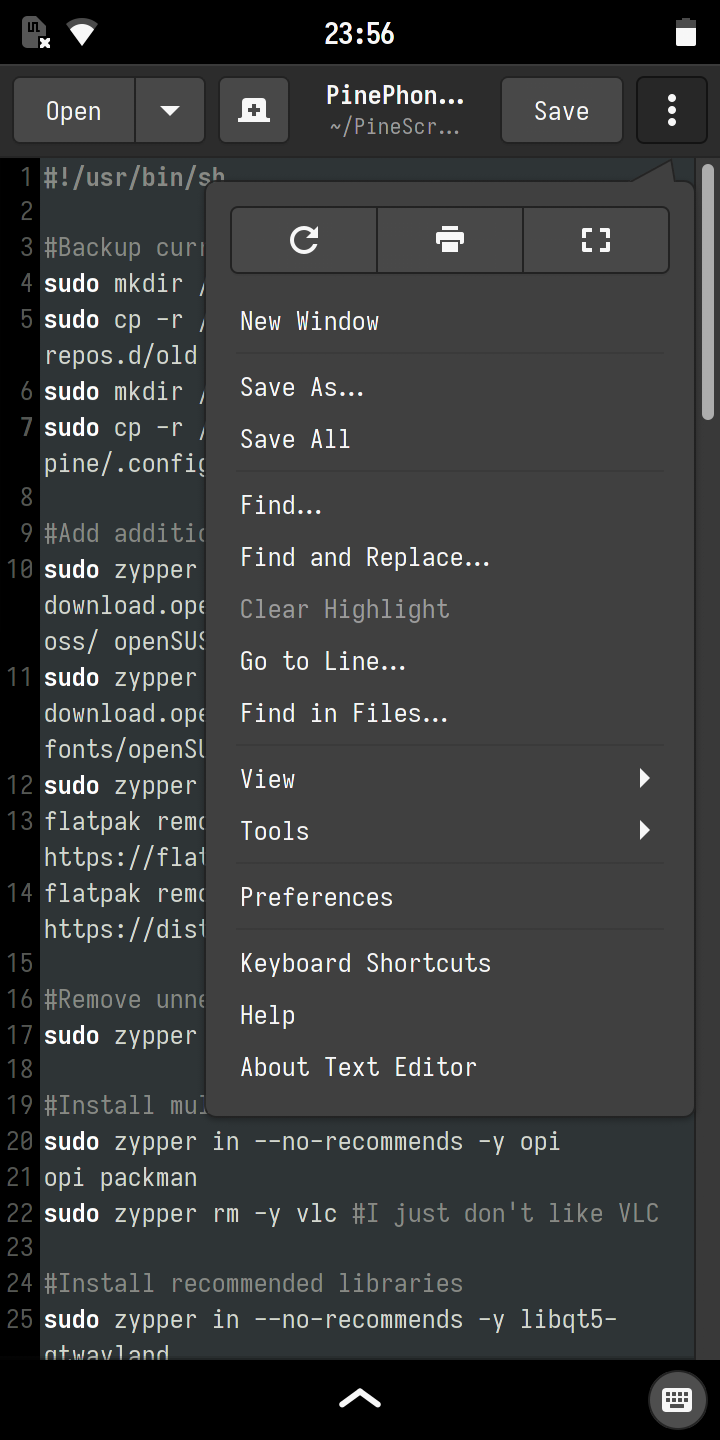 23:56
Open
PinePhon...
~/PineScr...
Save
1 #!/usr/bin/sh
2
3 #Backup curr
4 sudo mkdir /
5 sudo cp -r /
repos.d/old
6 sudo mkdir /
7 sudo cp -r /
pine/.config
8
9 #Add additio
10 sudo zypper
download.ope
oss/ openSUS
11 sudo zypper
download.ope
fonts/openSU
12 sudo zypper
13 flatpak remo
https://flat
14 flatpak remo
https://dist
15
16 #Remove unne
17 sudo zypper
18
19 #Install mul
20 sudo zypper in --no-recommends -y opi
21 opi packman
22 sudo zypper rm -y vlc #I just don't like VLC
23
24 #Install recommended libraries
25 sudo zypper in --no-recommends -y libqt5-
qtwayland
New Window
Save As...
Save All
Find...
Find and Replace...
Clear Highlight
Go to Line...
Find in Files...
View
Tools
Preferences
Keyboard Shortcuts
Help
About Text Editor